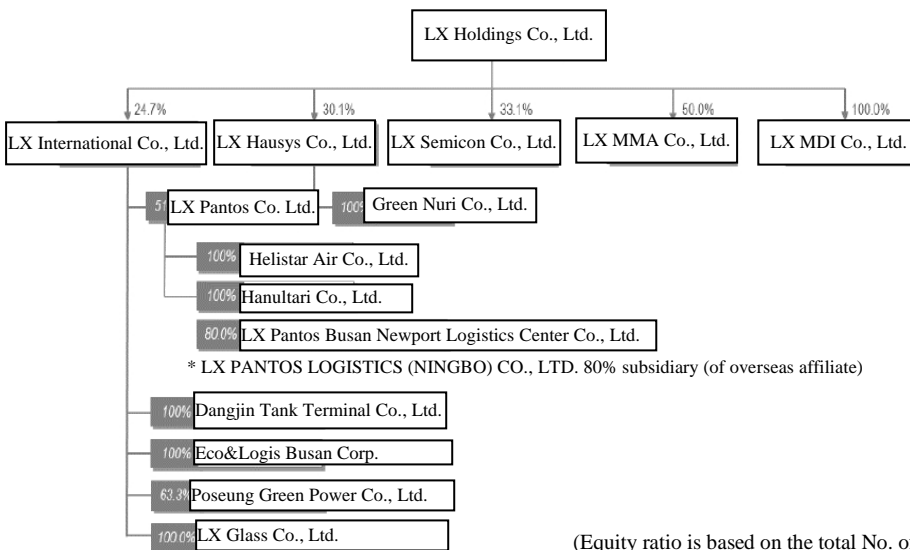 LX Holdings Co., Ltd.
24.7% 30.1% 33.1% 50.0% 100.0%
LX International Co., Ltd. LX Hausys Co., Ltd. LX Semicon Co., Ltd. LX MMA Co., Ltd. LX MDI Co., Ltd.
51 LX Pantos Co. Ltd. 100% Green Nuri Co., Ltd.
100% Helistar Air Co., Ltd.
100% Hanultari Co., Ltd.
80.0% LX Pantos Busan Newport Logistics Center Co., Ltd.
* LX PANTOS LOGISTICS (NINGBO) CO., LTD. 80% subsidiary (of overseas affiliate)
100% Dangjin Tank Terminal Co., Ltd.
100% Eco&Logis Busan Corp.
63.3% Poseung Green Power Co., Ltd.
100.0% LX Glass Co., Ltd.
(Equity ratio is based on the total No.